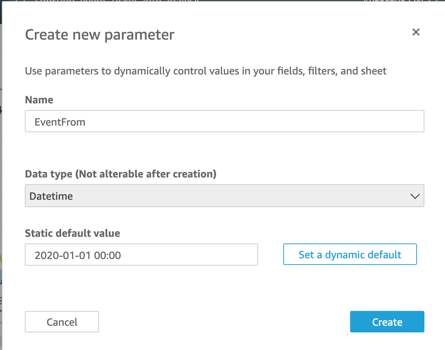 Create new parameter
×
Use parameters to dynamically control values in your fields, filters, and sheet
Name
EventFrom
Data type (Not alterable after creation)
Datetime
Static default value
2020-01-01 00:00
Set a dynamic default
Cancel
Create